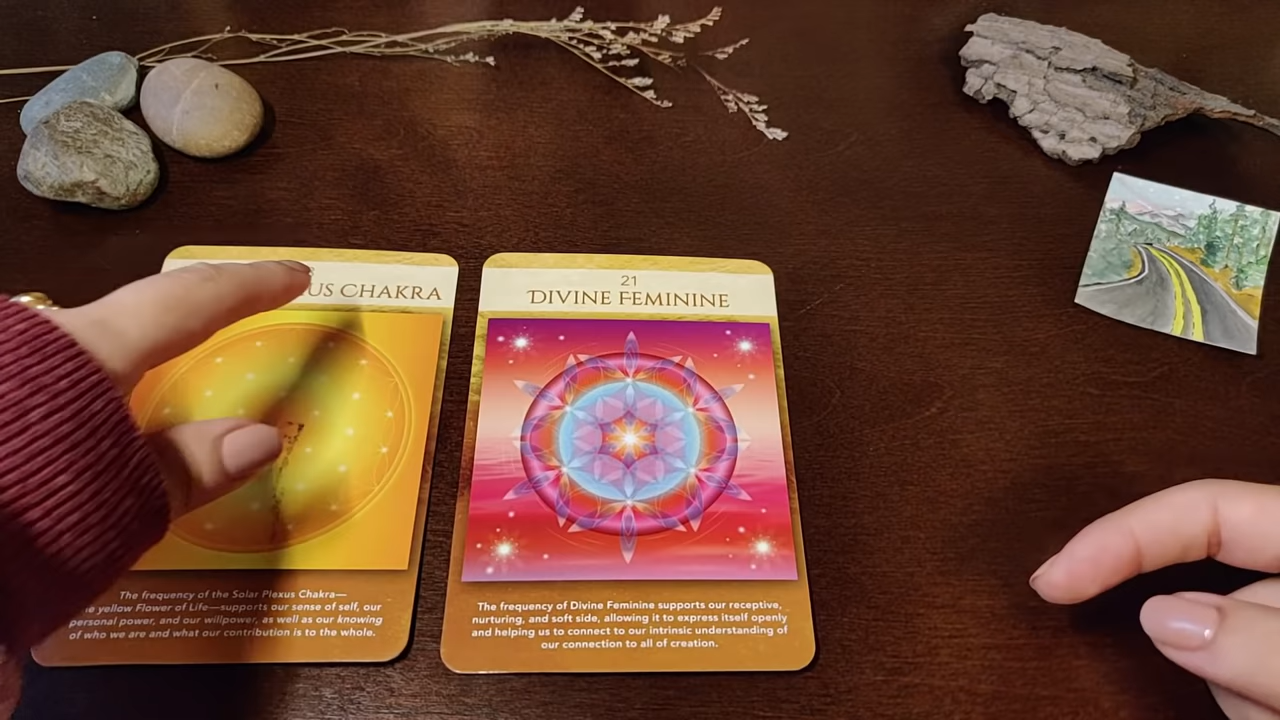 US CHAKRA
The frequency of the Solar Plexus Chakra—
the yellow Flower of Life—supports our sense of self, our
personal power, and our willpower, as well as our knowing
of who we are and what our contribution is to the whole.
21
DIVINE FEMININE
The frequency of Divine Feminine supports our receptive,
nurturing, and soft side, allowing it to express itself openly
and helping us to connect to our intrinsic understanding of
our connection to all of creation.